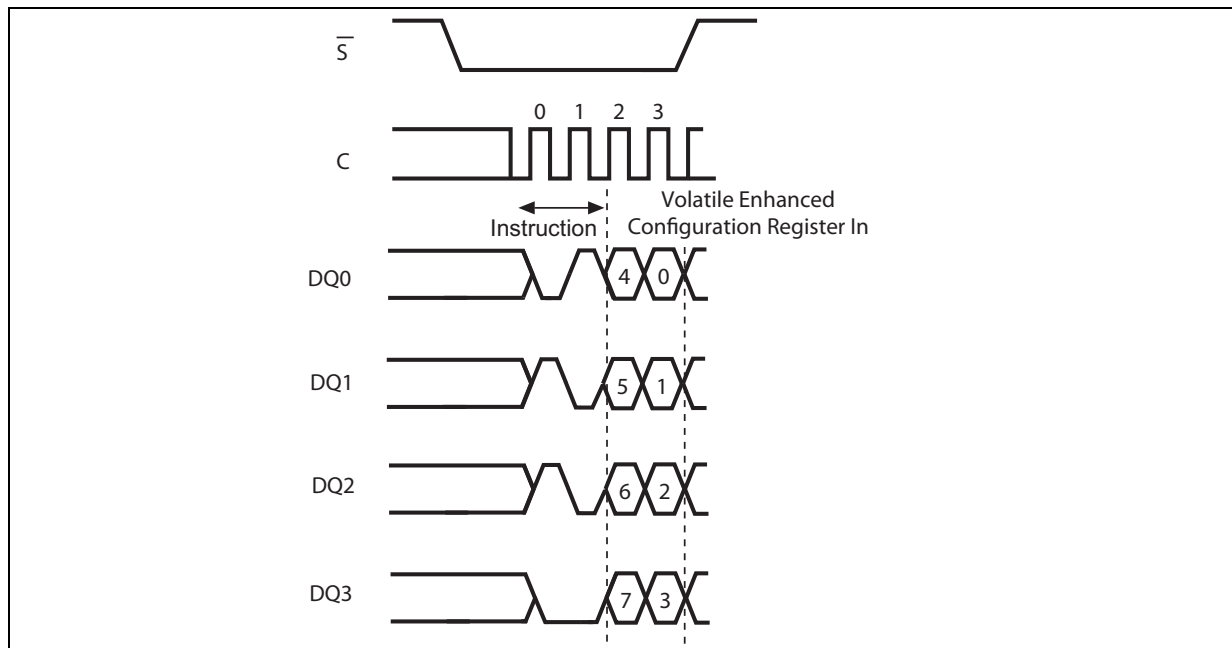 S̅
0 1 2 3
C
Volatile Enhanced
Instruction Configuration Register In
DQ0 4 0
DQ1 5 1
DQ2 6 2
DQ3 7 3